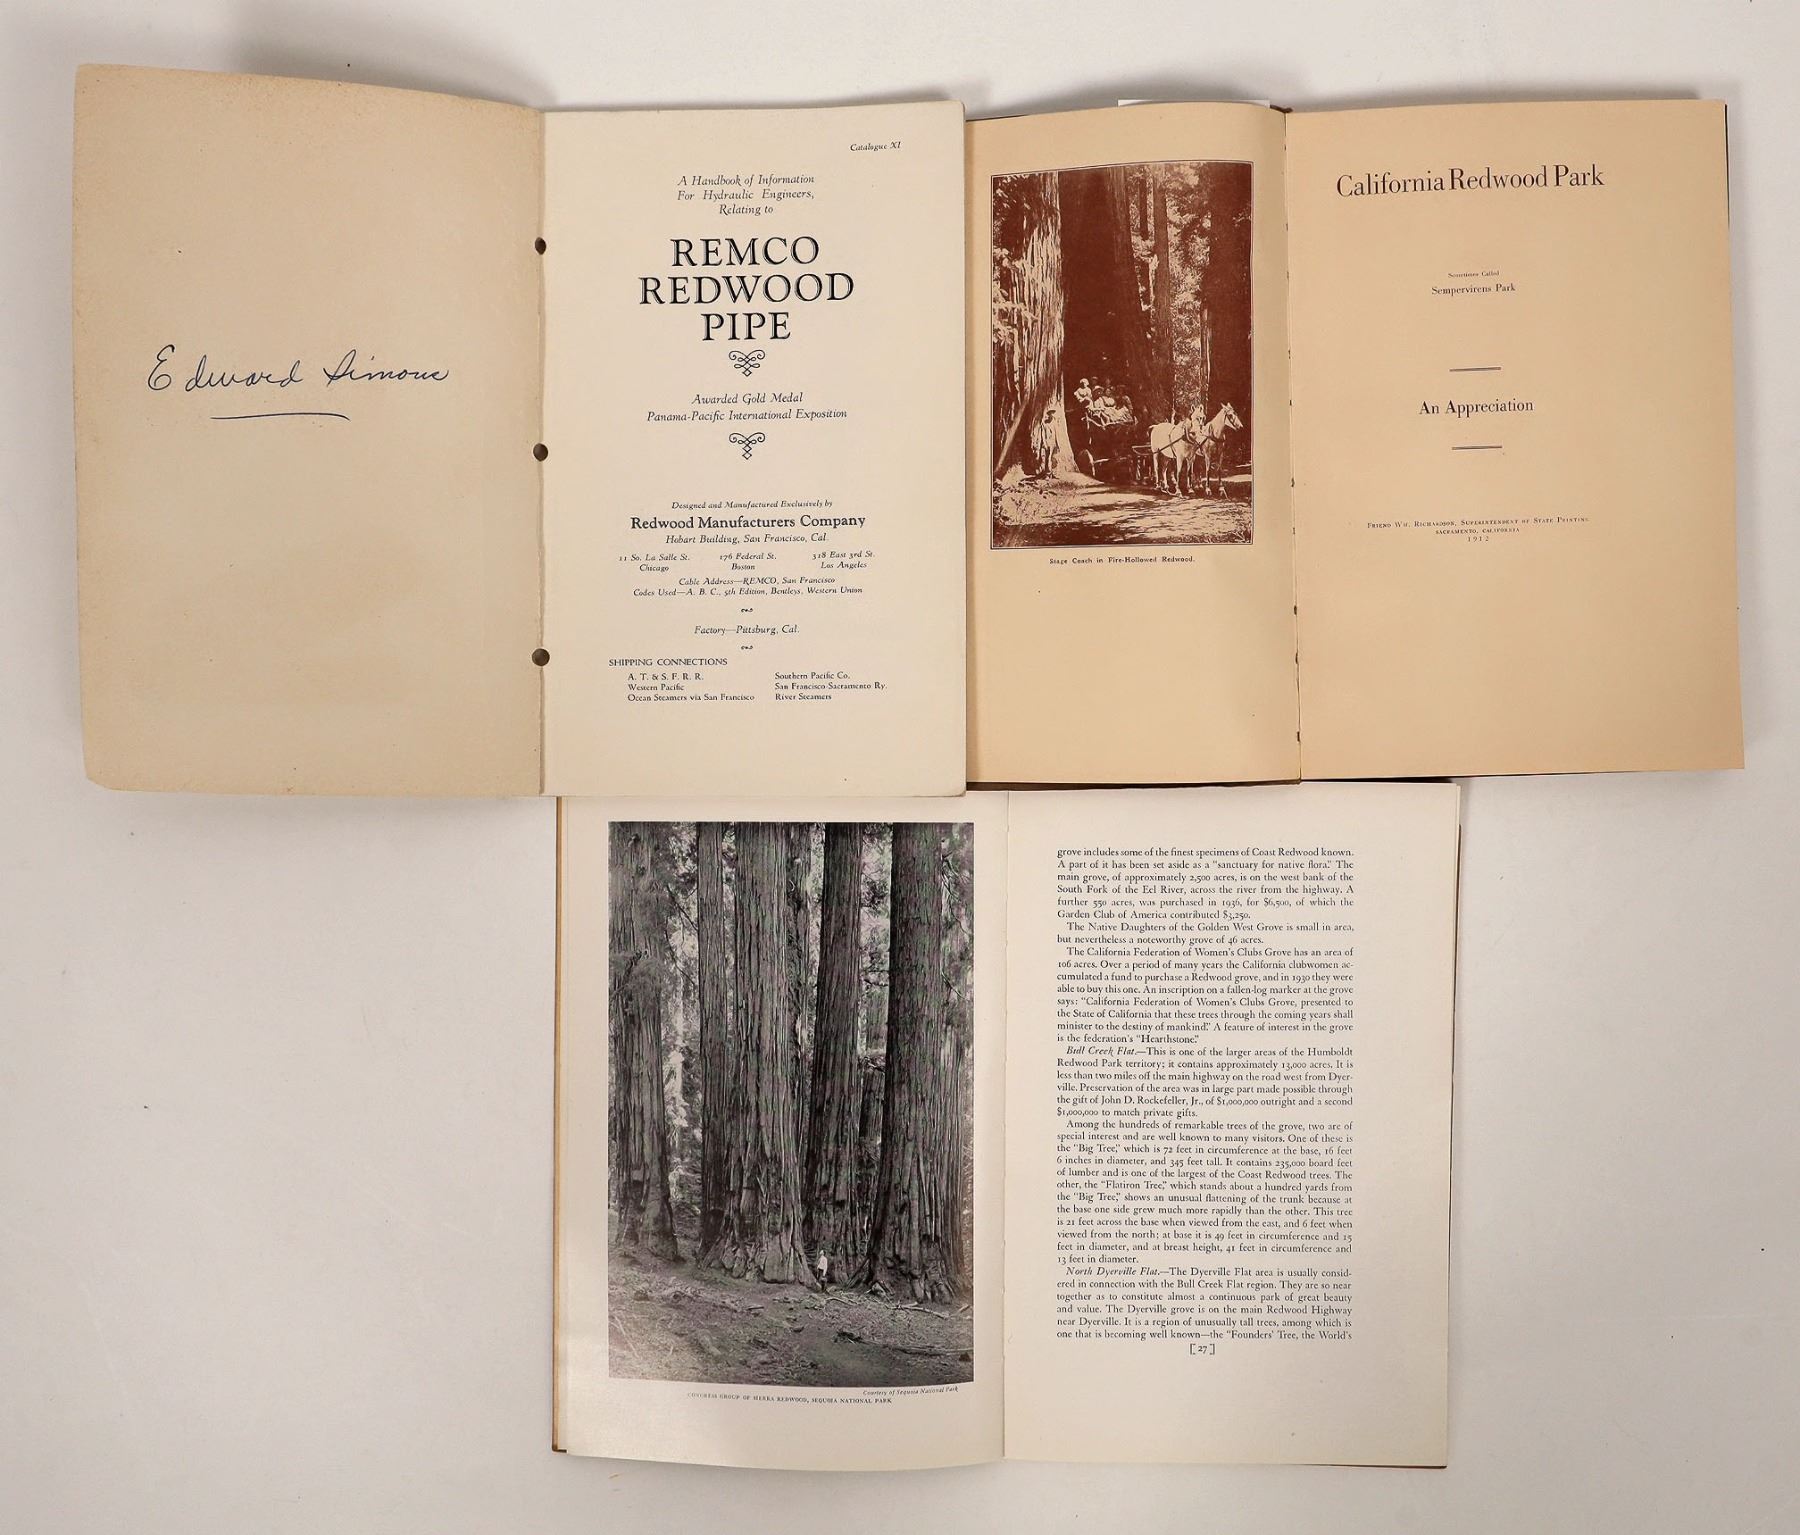 Edward Simons
Catalogue XI
A Handbook of Information
For Hydraulic Engineers,
Relating to
REMCO
REDWOOD
PIPE
Awarded Gold Medal
Panama-Pacific International Exposition
Designed and Manufactured Exclusively by
Redwood Manufacturers Company
Hobart Building, San Francisco, Cal.
11 So. La Salle St. 176 Federal St. 318 East 3rd St.
Chicago Boston Los Angeles
Cable Address—REMCO, San Francisco
Codes Used—A. B. C., 5th Edition, Bentleys, Western Union
Factory—Pittsburg, Cal.
SHIPPING CONNECTIONS
A. T. & S. F. R. R. Southern Pacific Co.
Western Pacific San Francisco-Sacramento Ry.
Ocean Steamers via San Francisco River Steamers
Stage Coach in Fire-Hollowed Redwood.
California Redwood Park
Sometimes Called
Sempervirens Park
An Appreciation
Friend Wm. Richardson, Superintendent of State Printing
SACRAMENTO, CALIFORNIA
1912
Courtesy of Sequoia National Park
CONGRESS GROUP OF SIERRA REDWOOD, SEQUOIA NATIONAL PARK
grove includes some of the finest specimens of Coast Redwood known.
A part of it has been set aside as a "sanctuary for native flora." The
main grove, of approximately 2,500 acres, is on the west bank of the
South Fork of the Eel River, across the river from the highway. A
further 550 acres, was purchased in 1936, for $6,500, of which the
Garden Club of America contributed $3,250.
The Native Daughters of the Golden West Grove is small in area,
but nevertheless a noteworthy grove of 46 acres.
The California Federation of Women's Clubs Grove has an area of
106 acres. Over a period of many years the California clubwomen ac-
cumulated a fund to purchase a Redwood grove, and in 1930 they were
able to buy this one. An inscription on a fallen-log marker at the grove
says: "California Federation of Women's Clubs Grove, presented to
the State of California that these trees through the coming years shall
minister to the destiny of mankind." A feature of interest in the grove
is the federation's "Hearthstone."
Bull Creek Flat.—This is one of the larger areas of the Humboldt
Redwood Park territory; it contains approximately 13,000 acres. It is
less than two miles off the main highway on the road west from Dyer-
ville. Preservation of the area was in large part made possible through
the gift of John D. Rockefeller, Jr., of $1,000,000 outright and a second
$1,000,000 to match private gifts.
Among the hundreds of remarkable trees of the grove, two are of
special interest and are well known to many visitors. One of these is
the "Big Tree," which is 72 feet in circumference at the base, 16 feet
6 inches in diameter, and 345 feet tall. It contains 235,000 board feet
of lumber and is one of the largest of the Coast Redwood trees. The
other, the "Flatiron Tree," which stands about a hundred yards from
the "Big Tree," shows an unusual flattening of the trunk because at
the base one side grew much more rapidly than the other. This tree
is 21 feet across the base when viewed from the east, and 6 feet when
viewed from the north; at base it is 49 feet in circumference and 15
feet in diameter, and at breast height, 41 feet in circumference and
13 feet in diameter.
North Dyerville Flat.—The Dyerville Flat area is usually consid-
ered in connection with the Bull Creek Flat region. They are so near
together as to constitute almost a continuous park of great beauty
and value. The Dyerville grove is on the main Redwood Highway
near Dyerville. It is a region of unusually tall trees, among which is
one that is becoming well known—the "Founders' Tree, the World's
[ 27 ]